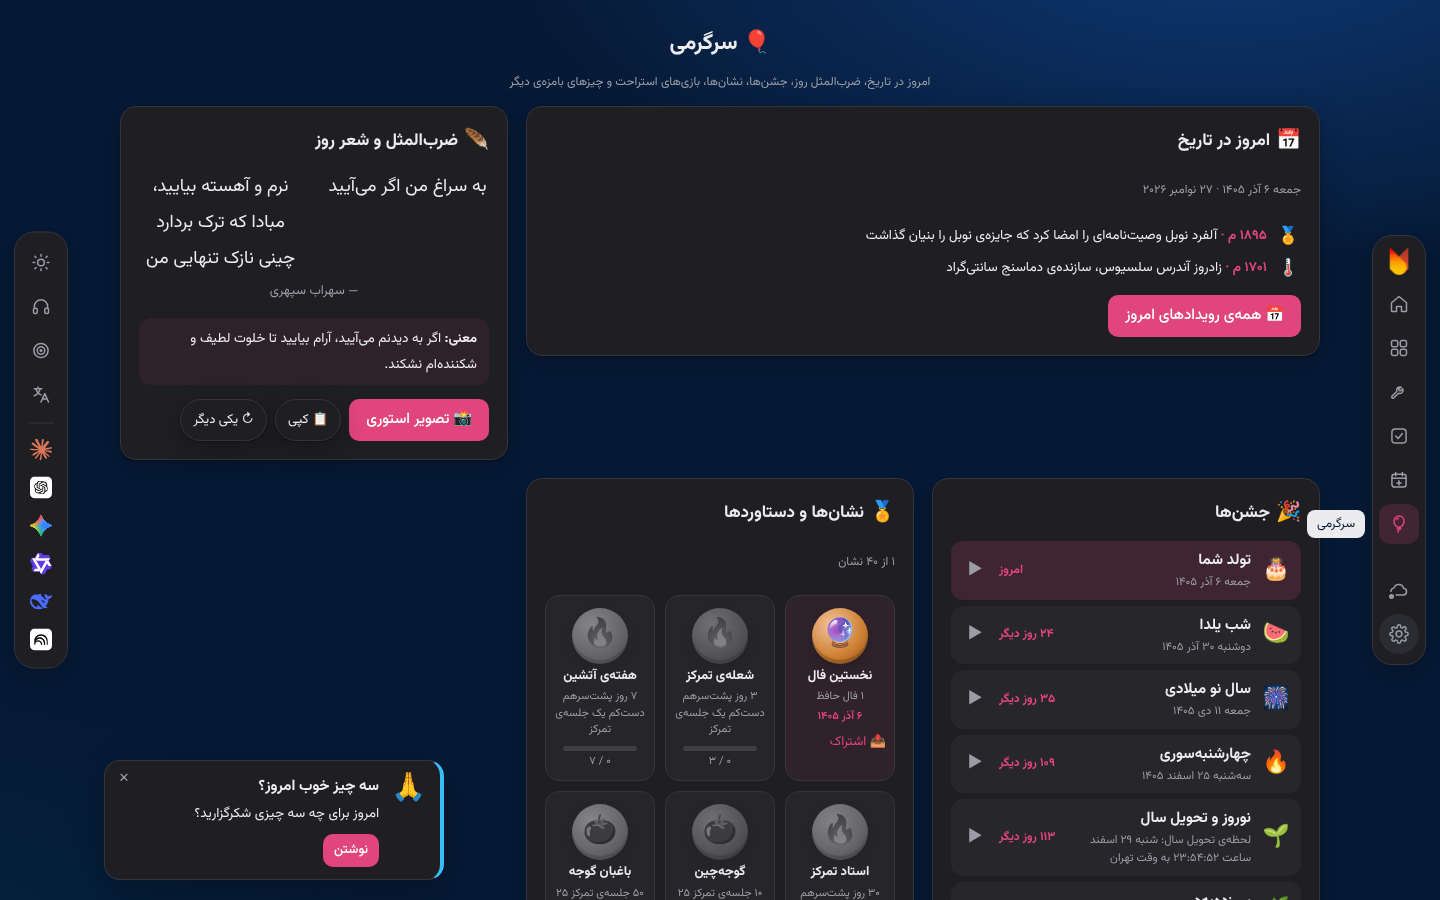 سرگرمی
امروز در تاریخ، ضرب‌المثل روز، جشن‌ها، نشان‌ها، بازی‌های استراحت و چیزهای بامزه‌ی دیگر
امروز در تاریخ
جمعه ۶ آذر ۱۴۰۵ · ۲۷ نوامبر ۲۰۲۶
۱۸۹۵ م · آلفرد نوبل وصیت‌نامه‌ای را امضا کرد که جایزه‌ی نوبل را بنیان گذاشت
۱۷۰۱ م · زادروز آندرس سلسیوس، سازنده‌ی دماسنج سانتی‌گراد
همه‌ی رویدادهای امروز
ضرب‌المثل و شعر روز
به سراغ من اگر می‌آیید
نرم و آهسته بیایید،
مبادا که ترک بردارد
چینی نازک تنهایی من
— سهراب سپهری
معنی: اگر به دیدنم می‌آیید، آرام بیایید تا خلوت لطیف و
شکننده‌ام نشکند.
تصویر استوری
کپی
یکی دیگر
جشن‌ها
سرگرمی
تولد شما
جمعه ۶ آذر ۱۴۰۵
امروز
شب یلدا
دوشنبه ۳۰ آذر ۱۴۰۵
۲۴ روز دیگر
سال نو میلادی
جمعه ۱۱ دی ۱۴۰۵
۳۵ روز دیگر
چهارشنبه‌سوری
سه‌شنبه ۲۵ اسفند ۱۴۰۵
۱۰۹ روز دیگر
نوروز و تحویل سال
لحظه‌ی تحویل سال: شنبه ۲۹ اسفند
ساعت ۲۳:۵۴:۵۲ به وقت تهران
۱۱۳ روز دیگر
نشان‌ها و دستاوردها
۱ از ۴۰ نشان
نخستین فال
۱ فال حافظ
۶ آذر ۱۴۰۵
اشتراک
شعله‌ی تمرکز
۳ روز پشت‌سرهم
دست‌کم یک جلسه‌ی
تمرکز
۰ / ۳
هفته‌ی آتشین
۷ روز پشت‌سرهم
دست‌کم یک جلسه‌ی
تمرکز
۰ / ۷
استاد تمرکز
۳۰ روز پشت‌سرهم
گوجه‌چین
۱۰ جلسه‌ی تمرکز ۲۵
باغبان گوجه
۵۰ جلسه‌ی تمرکز ۲۵
سه چیز خوب امروز؟
امروز برای چه سه چیزی شکرگزارید؟
نوشتن